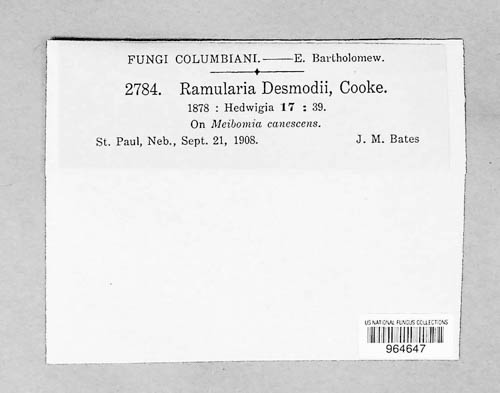 FUNGI COLUMBIANI.——E. Bartholomew.
2784. Ramularia Desmodii, Cooke.
1878 : Hedwigia 17 : 39.
On Meibomia canescens.
St. Paul, Neb., Sept. 21, 1908. J. M. Bates
US NATIONAL FUNGUS COLLECTIONS
964647